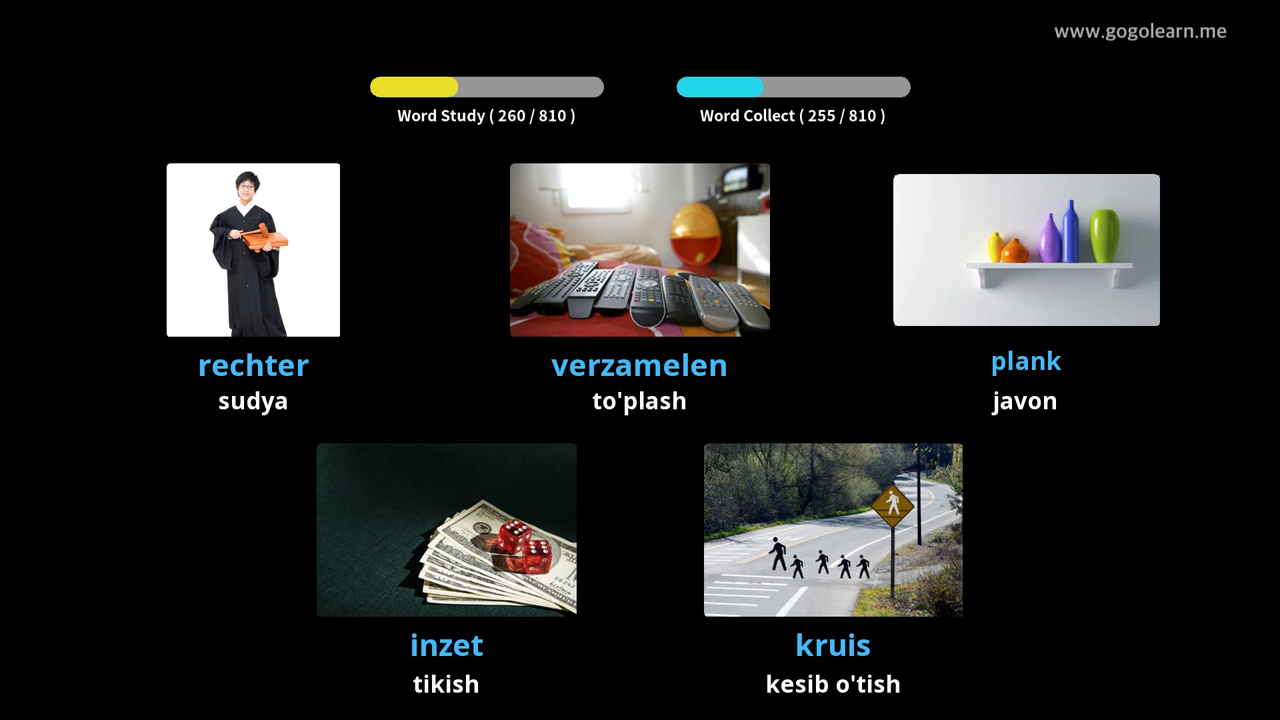 www.gogolearn.me
Word Study ( 260 / 810 )
Word Collect ( 255 / 810 )
rechter
sudya
verzamelen
to'plash
plank
javon
inzet
tikish
kruis
kesib o'tish